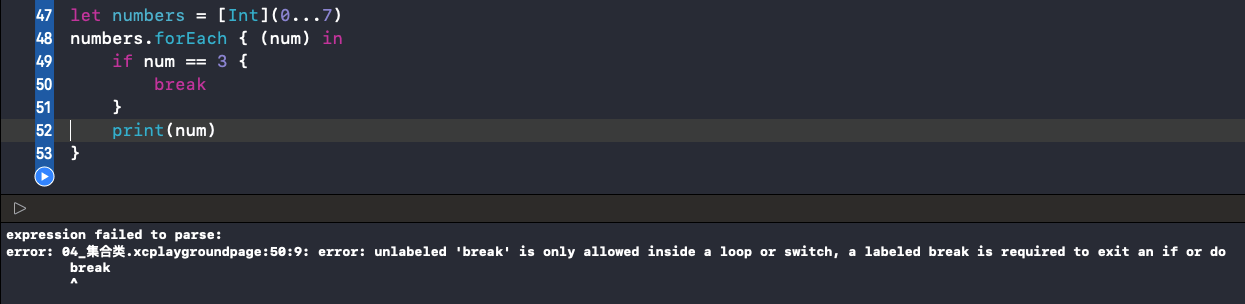 47 let numbers = [Int](0...7)
48 numbers.forEach { (num) in
49     if num == 3 {
50         break
51     }
52     print(num)
53 }
expression failed to parse:
error: 04_集合类.xcplaygroundpage:50:9: error: unlabeled 'break' is only allowed inside a loop or switch, a labeled break is required to exit an if or do
        break
        ^